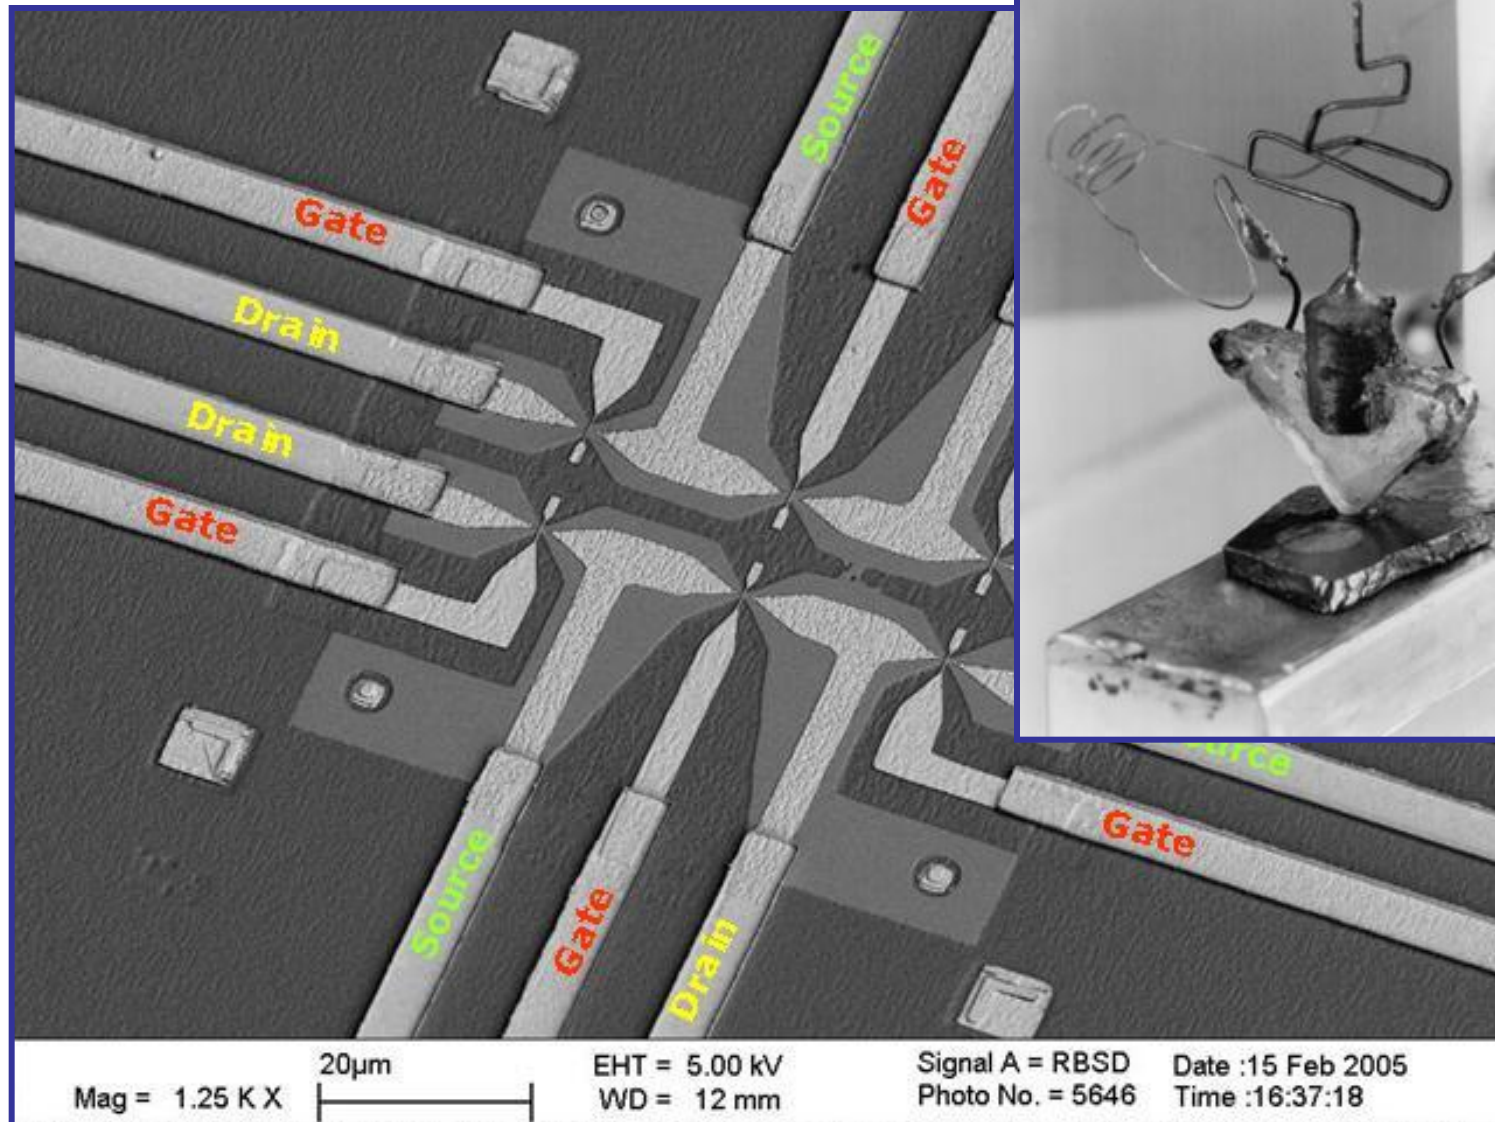 Source
Gate
Gate
Drain
Drain
Gate
Gate
Source
Gate
Drain
20µm
Mag = 1.25 K X
EHT = 5.00 kV
WD = 12 mm
Signal A = RBSD
Photo No. = 5646
Date :15 Feb 2005
Time :16:37:18